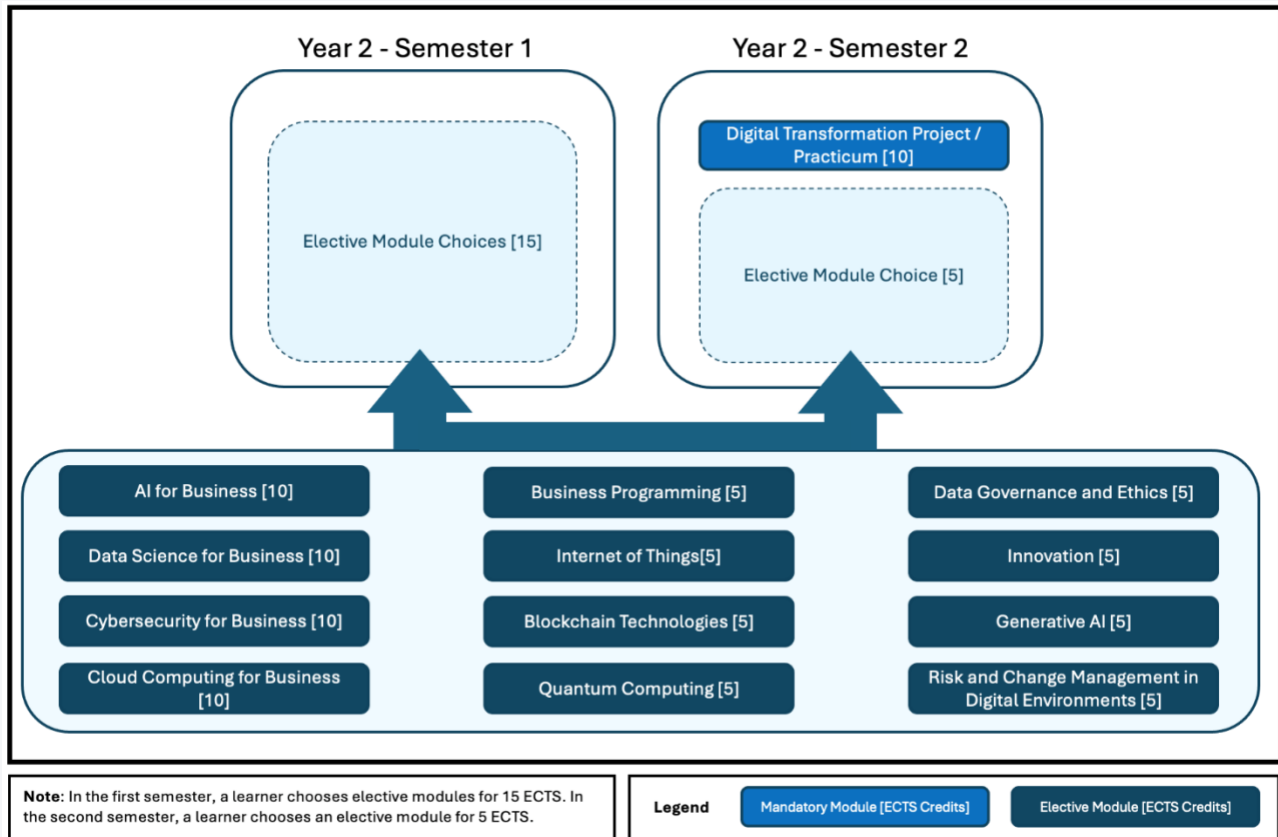 Year 2 - Semester 1
Year 2 - Semester 2
Elective Module Choices [15]
Digital Transformation Project /
Practicum [10]
Elective Module Choice [5]
AI for Business [10]
Data Science for Business [10]
Cybersecurity for Business [10]
Cloud Computing for Business
[10]
Business Programming [5]
Internet of Things[5]
Blockchain Technologies [5]
Quantum Computing [5]
Data Governance and Ethics [5]
Innovation [5]
Generative AI [5]
Risk and Change Management in
Digital Environments [5]
Note: In the first semester, a learner chooses elective modules for 15 ECTS. In
the second semester, a learner chooses an elective module for 5 ECTS.
Legend
Mandatory Module [ECTS Credits]
Elective Module [ECTS Credits]